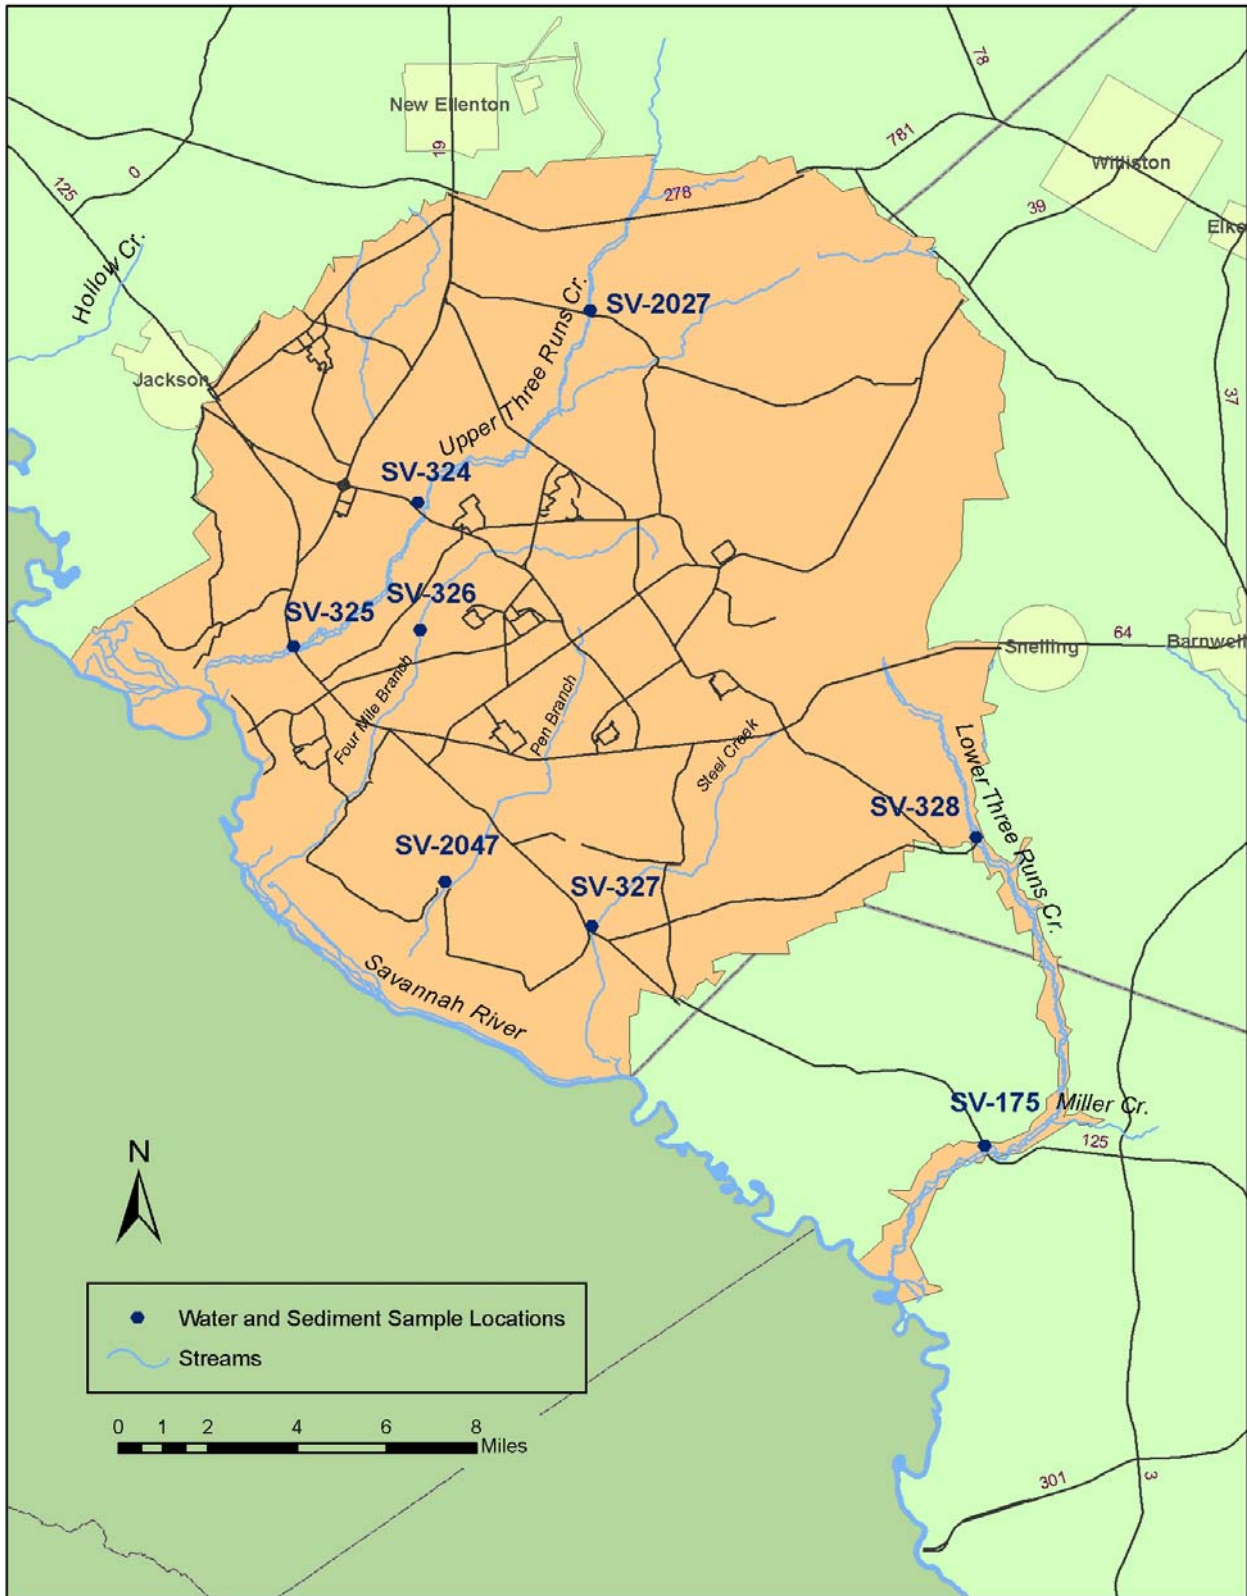 78
New Ellenton
781
19
Williston
125
0
278
39
Elke
Hollow Cr.
SV-2027
Upper Three Runs Cr.
Jackson
37
SV-324
SV-326
SV-325
64
Snelling
Barnwell
Four Mile Branch
Pen Branch
Steel Creek
Lower Three Runs Cr.
SV-328
SV-2047
SV-327
Savannah River
SV-175
Miller Cr.
125
N
Water and Sediment Sample Locations
Streams
0 1 2 4 6 8
Miles
301
3